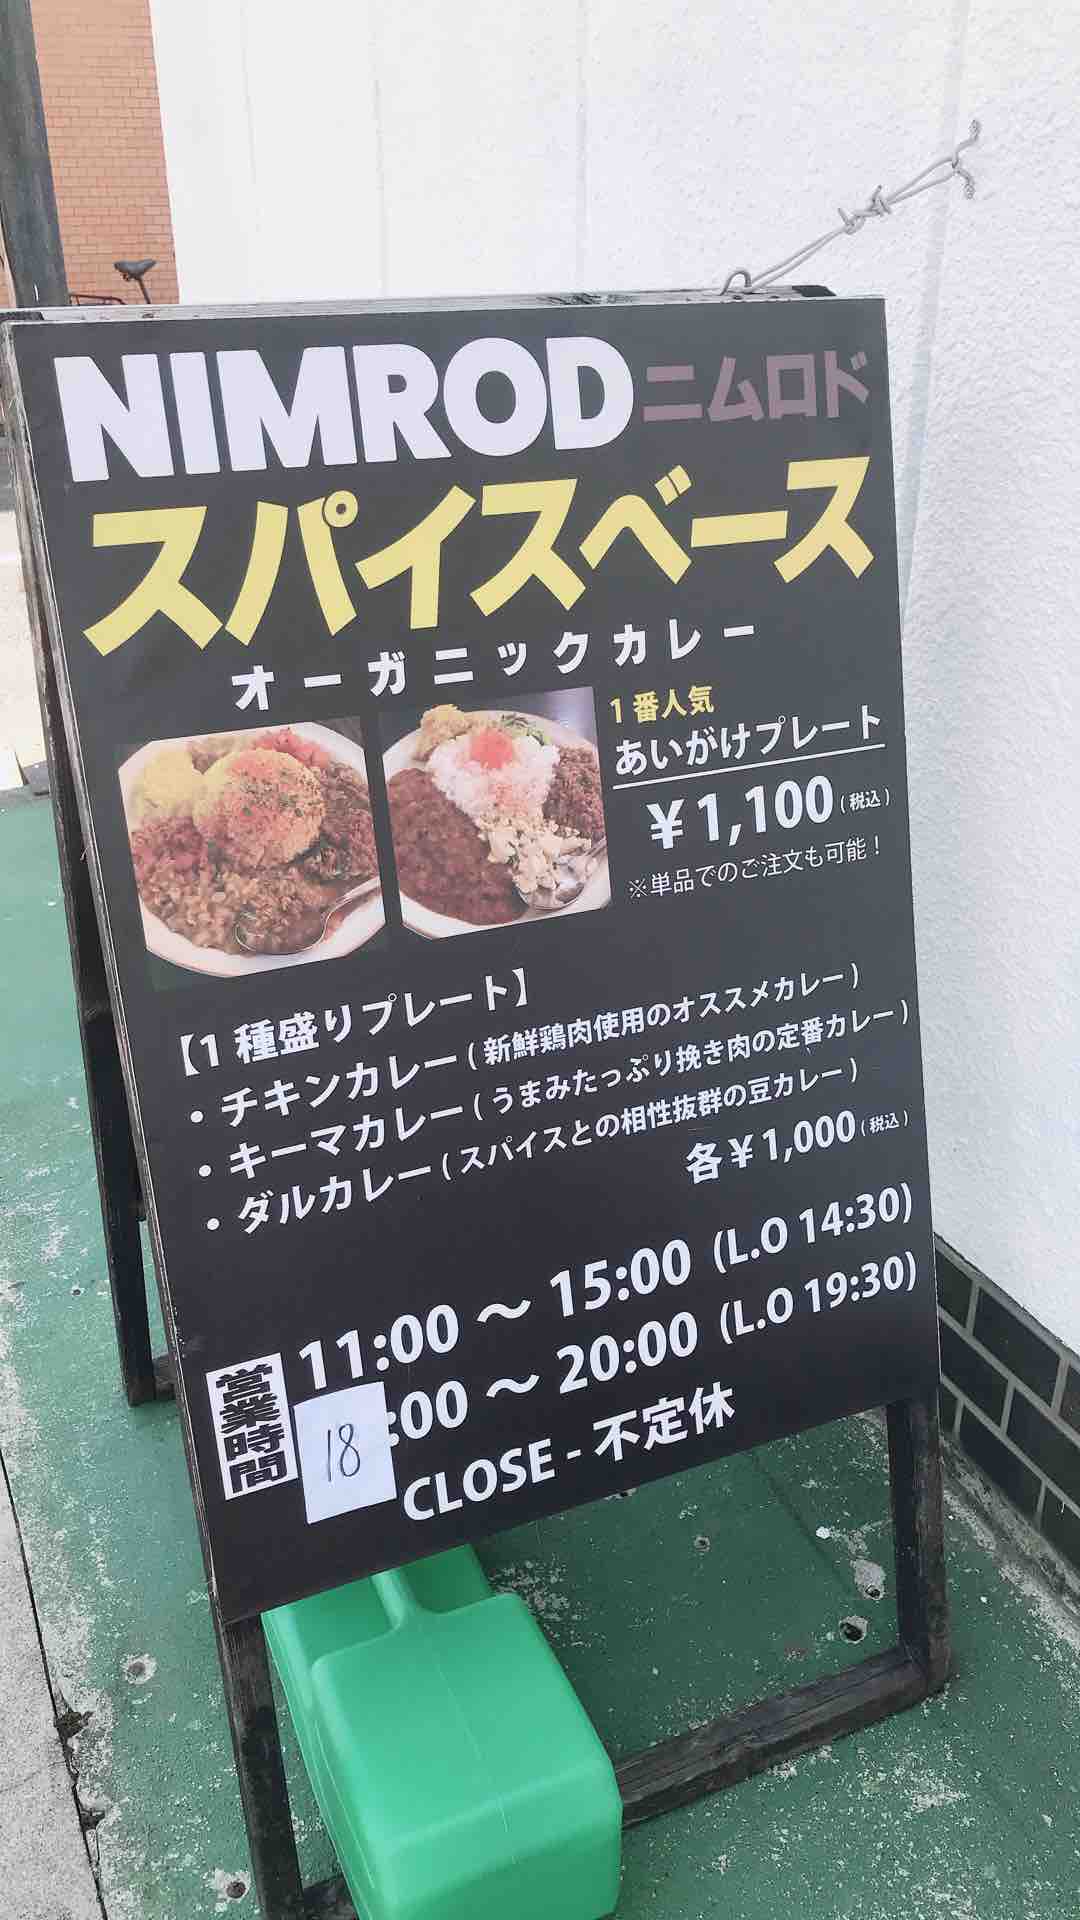 NIMROD ニムロド
スパイスベース
オーガニックカレー
1番人気
あいがけプレート
¥1,100(税込)
※単品でのご注文も可能！
【1種盛りプレート】
・チキンカレー(新鮮鶏肉使用のオススメカレー)
・キーマカレー(うまみたっぷり挽き肉の定番カレー)
・ダルカレー(スパイスとの相性抜群の豆カレー)
各¥1,000(税込)
営業時間
11:00～15:00 (L.O 14:30)
18:00～20:00 (L.O 19:30)
CLOSE - 不定休